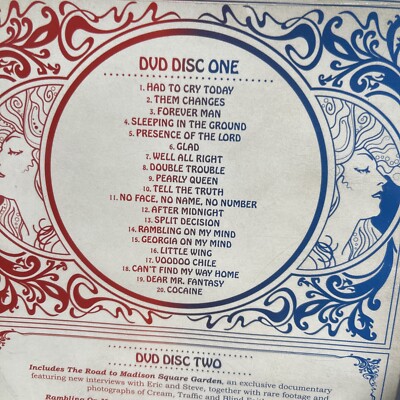 DVD DISC ONE
1. HAD TO CRY TODAY
2. THEM CHANGES
3. FOREVER MAN
4. SLEEPING IN THE GROUND
5. PRESENCE OF THE LORD
6. GLAD
7. WELL ALL RIGHT
8. DOUBLE TROUBLE
9. PEARLY QUEEN
10. TELL THE TRUTH
11. NO FACE, NO NAME, NO NUMBER
12. AFTER MIDNIGHT
13. SPLIT DECISION
14. RAMBLING ON MY MIND
15. GEORGIA ON MY MIND
16. LITTLE WING
17. VOODOO CHILE
18. CAN'T FIND MY WAY HOME
19. DEAR MR. FANTASY
20. COCAINE
DVD DISC TWO
Includes The Road to Madison Square Garden, an exclusive documentary
featuring new interviews with Eric and Steve, together with rare footage and
photographs of Cream, Traffic and Blind
Rambling On